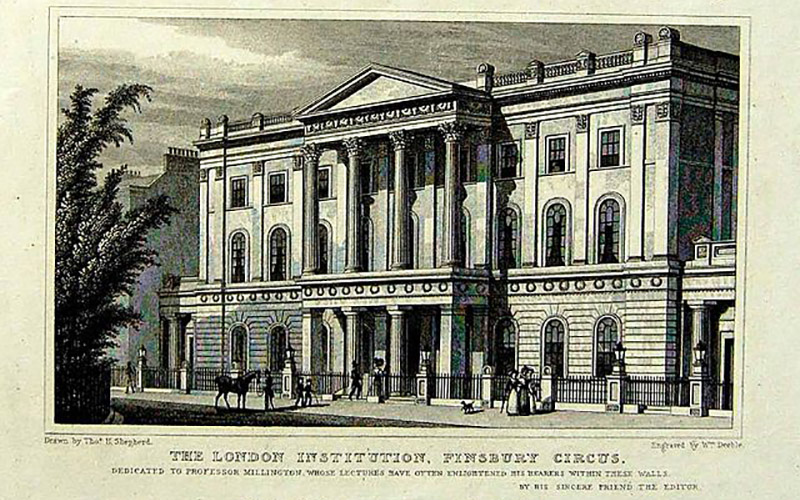 Drawn by Thos. H. Shepherd.
Engraved by Wm. Deeble.
THE LONDON INSTITUTION, FINSBURY CIRCUS.
DEDICATED TO PROFESSOR MILLINGTON, WHOSE LECTURES HAVE OFTEN ENLIGHTENED HIS HEARERS WITHIN THESE WALLS.
BY HIS SINCERE FRIEND THE EDITOR.